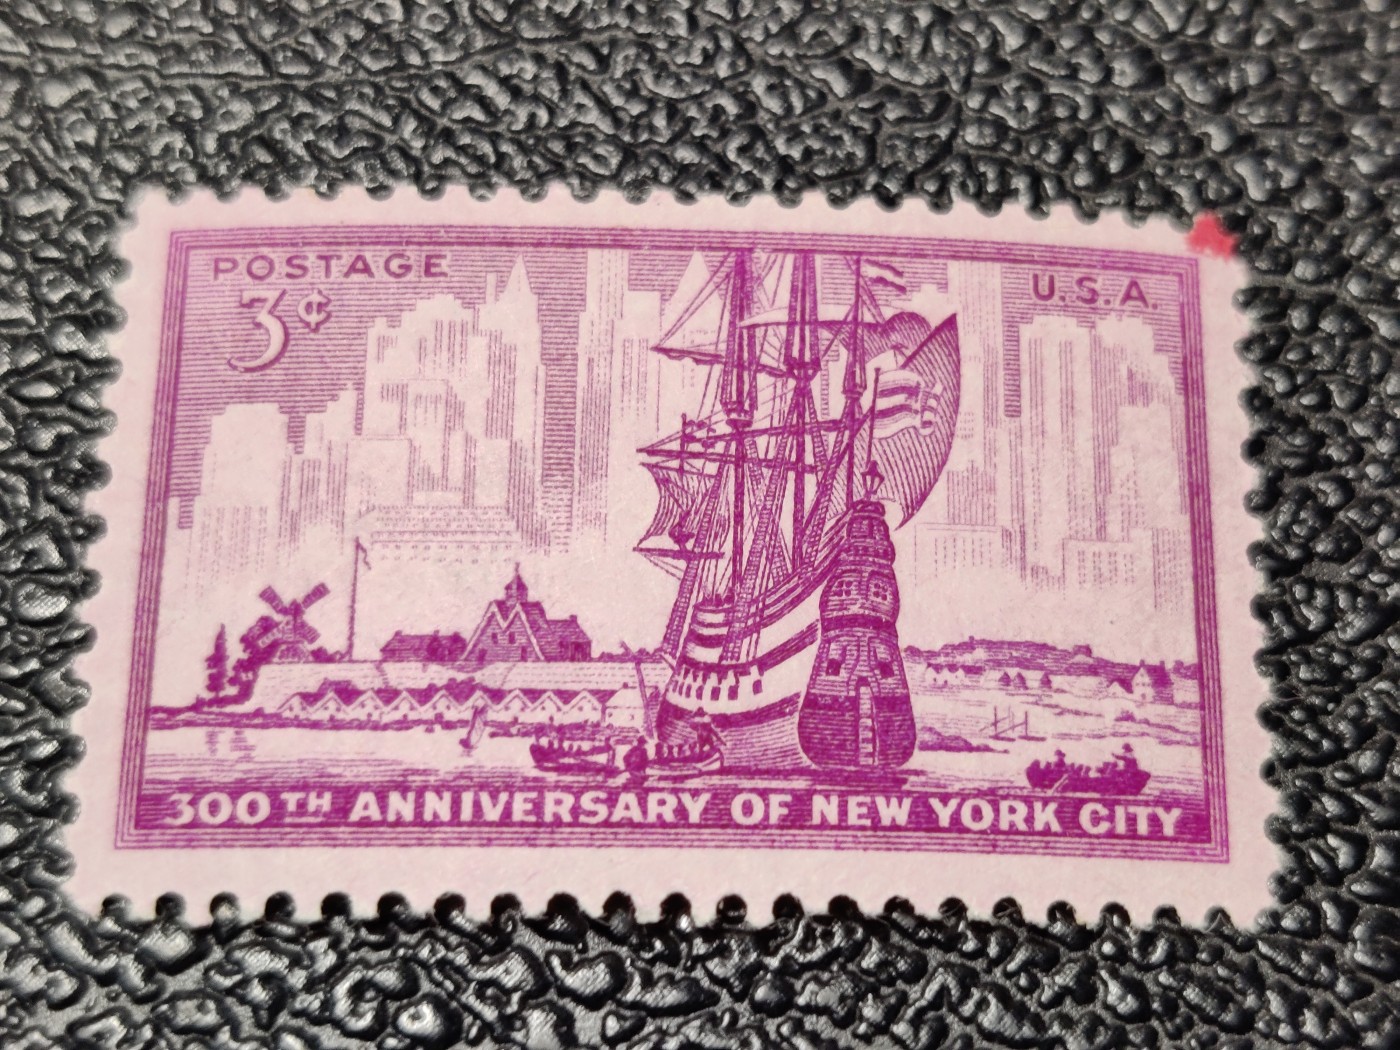 POSTAGE U.S.A.
3¢
300TH ANNIVERSARY OF NEW YORK CITY